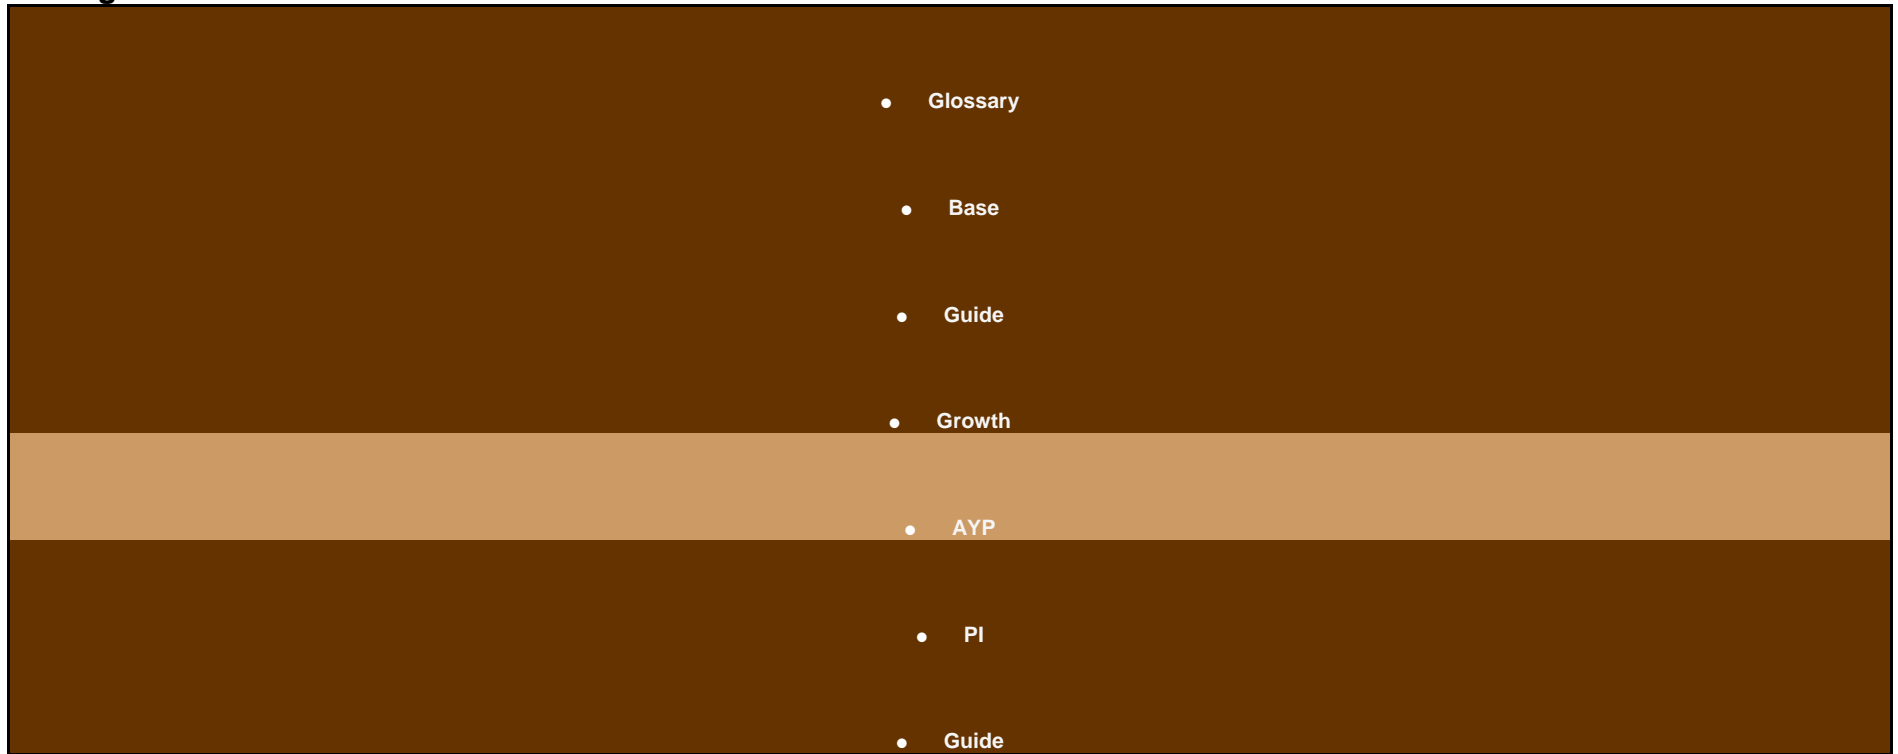 • Glossary
• Base
• Guide
• Growth
• AYP
• PI
• Guide